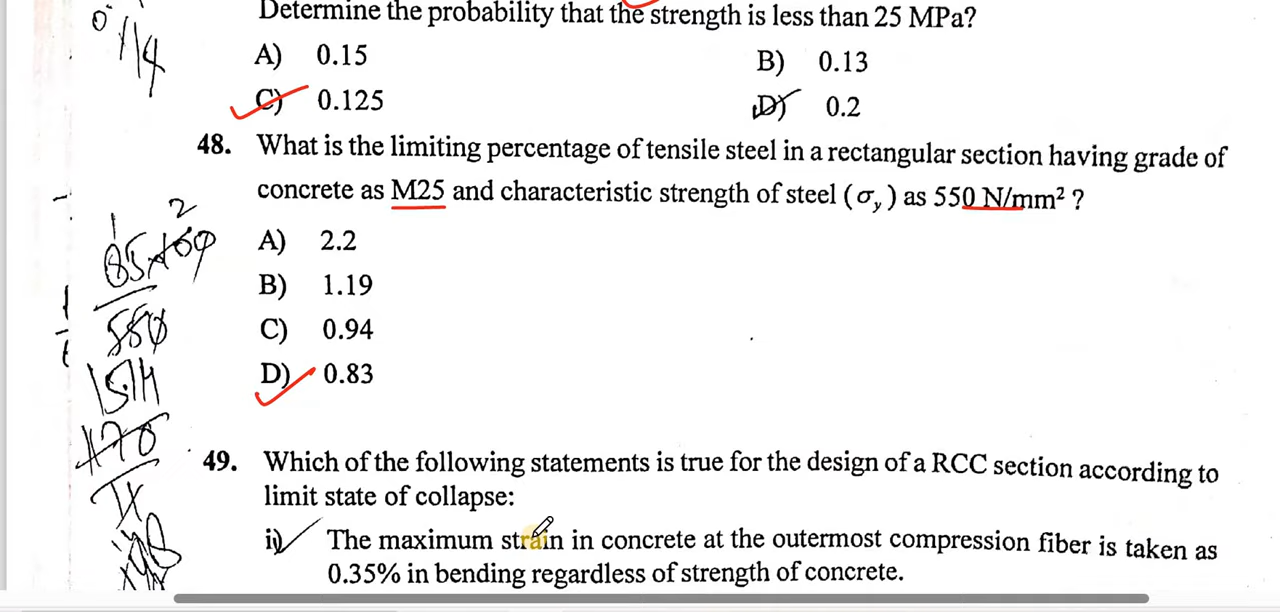 Determine the probability that the strength is less than 25 MPa?
A) 0.15
B) 0.13
C) 0.125
D) 0.2
48. What is the limiting percentage of tensile steel in a rectangular section having grade of
concrete as M25 and characteristic strength of steel (σy) as 550 N/mm² ?
A) 2.2
B) 1.19
C) 0.94
D) 0.83
49. Which of the following statements is true for the design of a RCC section according to
limit state of collapse:
i) The maximum strain in concrete at the outermost compression fiber is taken as
0.35% in bending regardless of strength of concrete.